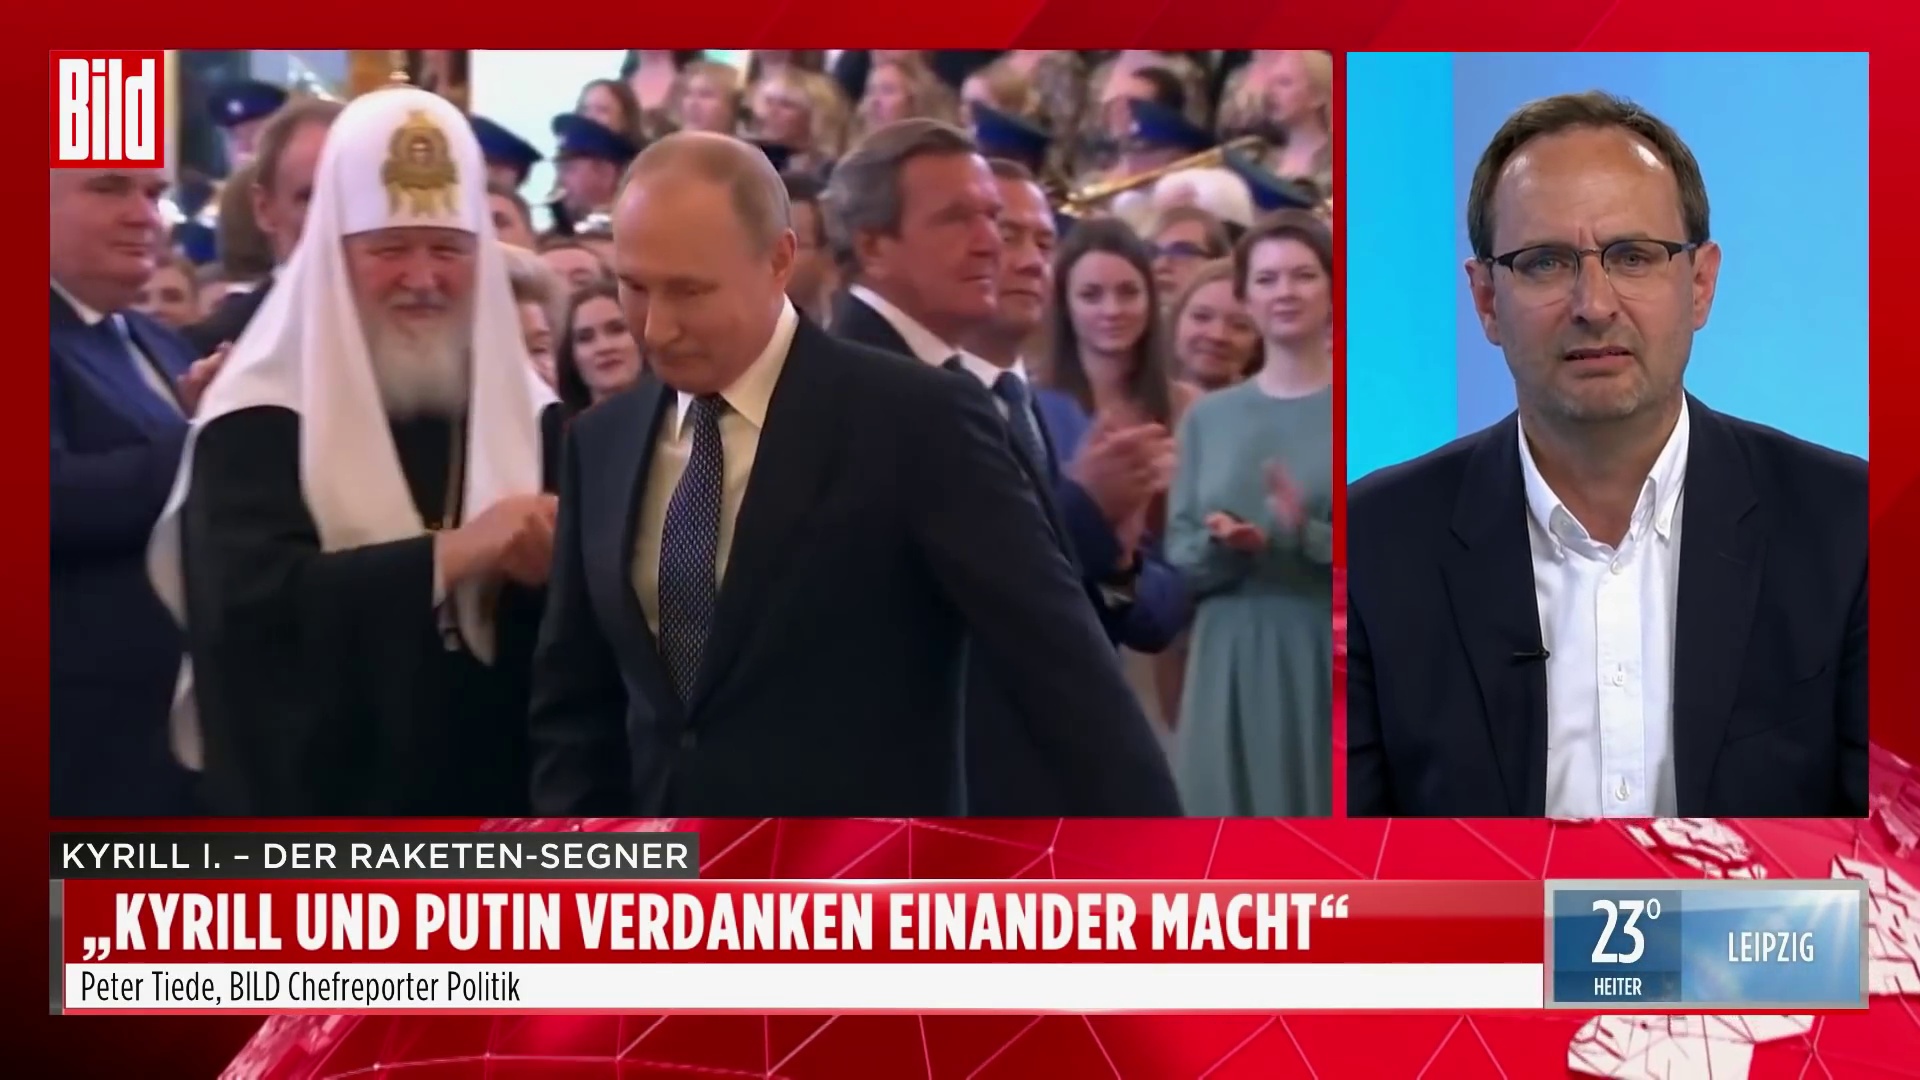 Bild
KYRILL I. – DER RAKETEN-SEGNER
„KYRILL UND PUTIN VERDANKEN EINANDER MACHT“
Peter Tiede, BILD Chefreporter Politik
23°
HEITER
LEIPZIG